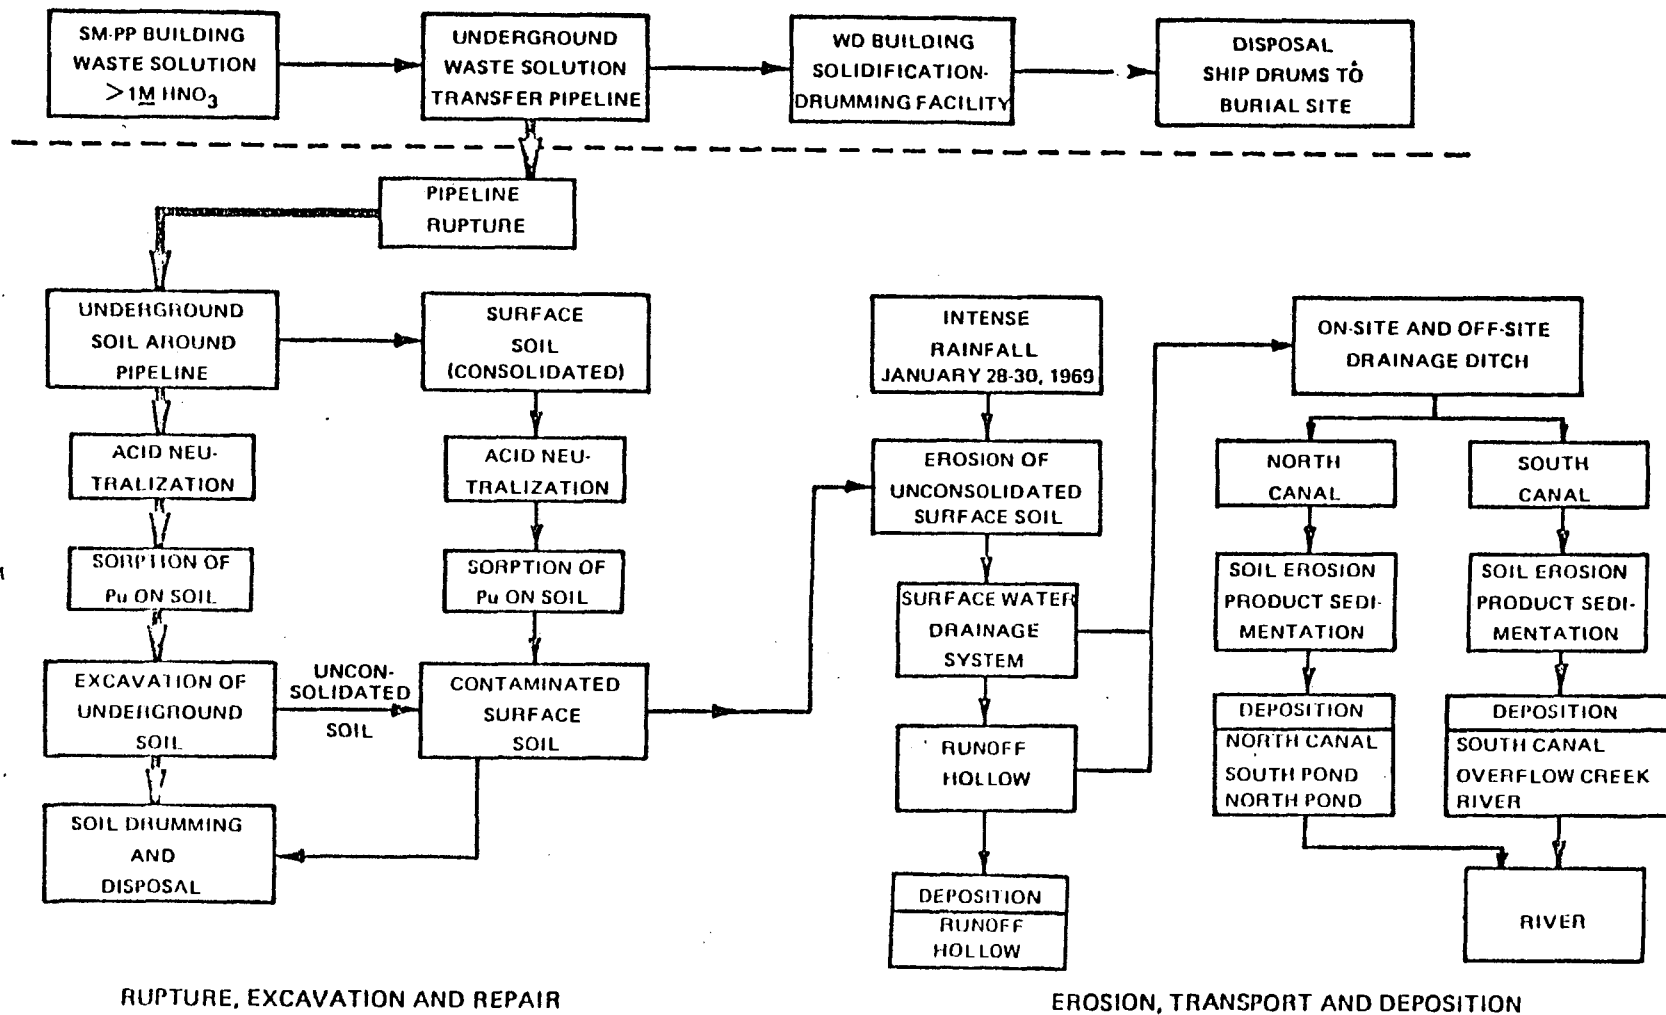 SM-PP BUILDING
WASTE SOLUTION
>1M HNO3
UNDERGROUND
WASTE SOLUTION
TRANSFER PIPELINE
WD BUILDING
SOLIDIFICATION-
DRUMMING FACILITY
DISPOSAL
SHIP DRUMS TO
BURIAL SITE
PIPELINE
RUPTURE
UNDERGROUND
SOIL AROUND
PIPELINE
SURFACE
SOIL
(CONSOLIDATED)
ACID NEU-
TRALIZATION
ACID NEU-
TRALIZATION
SORPTION OF
Pu ON SOIL
SORPTION OF
Pu ON SOIL
EXCAVATION OF
UNDERGROUND
SOIL
UNCON-
SOLIDATED
SOIL
CONTAMINATED
SURFACE
SOIL
SOIL DRUMMING
AND
DISPOSAL
RUPTURE, EXCAVATION AND REPAIR
INTENSE
RAINFALL
JANUARY 28-30, 1969
EROSION OF
UNCONSOLIDATED
SURFACE SOIL
SURFACE WATER
DRAINAGE
SYSTEM
RUNOFF
HOLLOW
DEPOSITION
RUNOFF
HOLLOW
ON-SITE AND OFF-SITE
DRAINAGE DITCH
NORTH
CANAL
SOUTH
CANAL
SOIL EROSION
PRODUCT SEDI-
MENTATION
SOIL EROSION
PRODUCT SEDI-
MENTATION
DEPOSITION
NORTH CANAL
SOUTH POND
NORTH POND
DEPOSITION
SOUTH CANAL
OVERFLOW CREEK
RIVER
RIVER
EROSION, TRANSPORT AND DEPOSITION